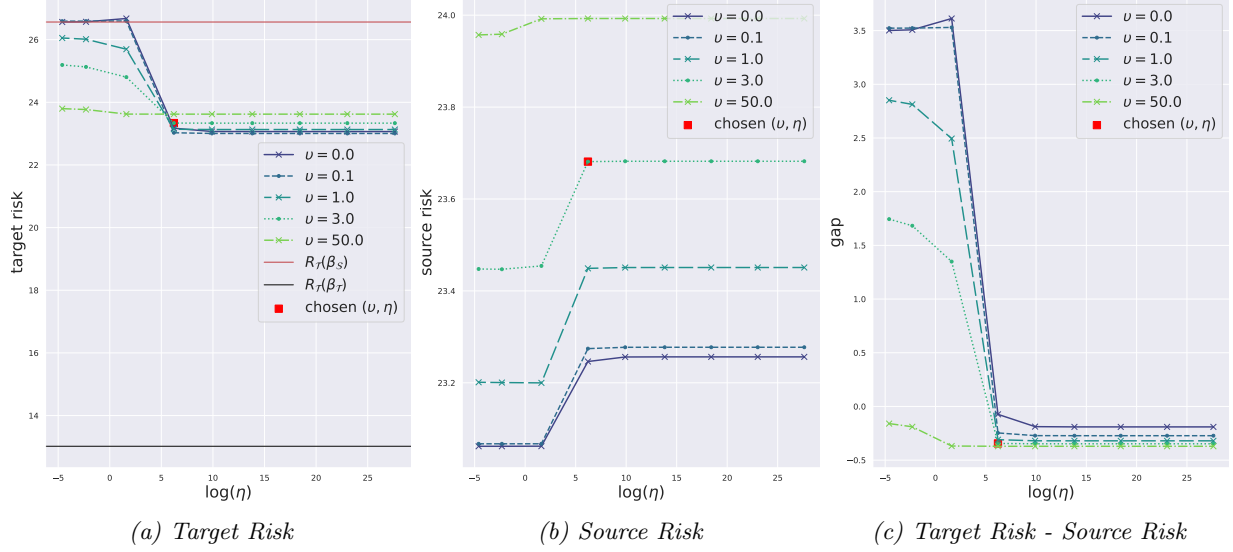 26
24
22
20
18
16
14
target risk
−5
0
5
10
15
20
25
log(η)
υ = 0.0
υ = 0.1
υ = 1.0
υ = 3.0
υ = 50.0
R_𝒯(β_𝒮)
R_𝒯(β_𝒯)
chosen (υ, η)
(a) Target Risk
24.0
23.8
23.6
23.4
23.2
source risk
−5
0
5
10
15
20
25
log(η)
υ = 0.0
υ = 0.1
υ = 1.0
υ = 3.0
υ = 50.0
chosen (υ, η)
(b) Source Risk
3.5
3.0
2.5
2.0
1.5
1.0
0.5
0.0
−0.5
gap
−5
0
5
10
15
20
25
log(η)
υ = 0.0
υ = 0.1
υ = 1.0
υ = 3.0
υ = 50.0
chosen (υ, η)
(c) Target Risk - Source Risk